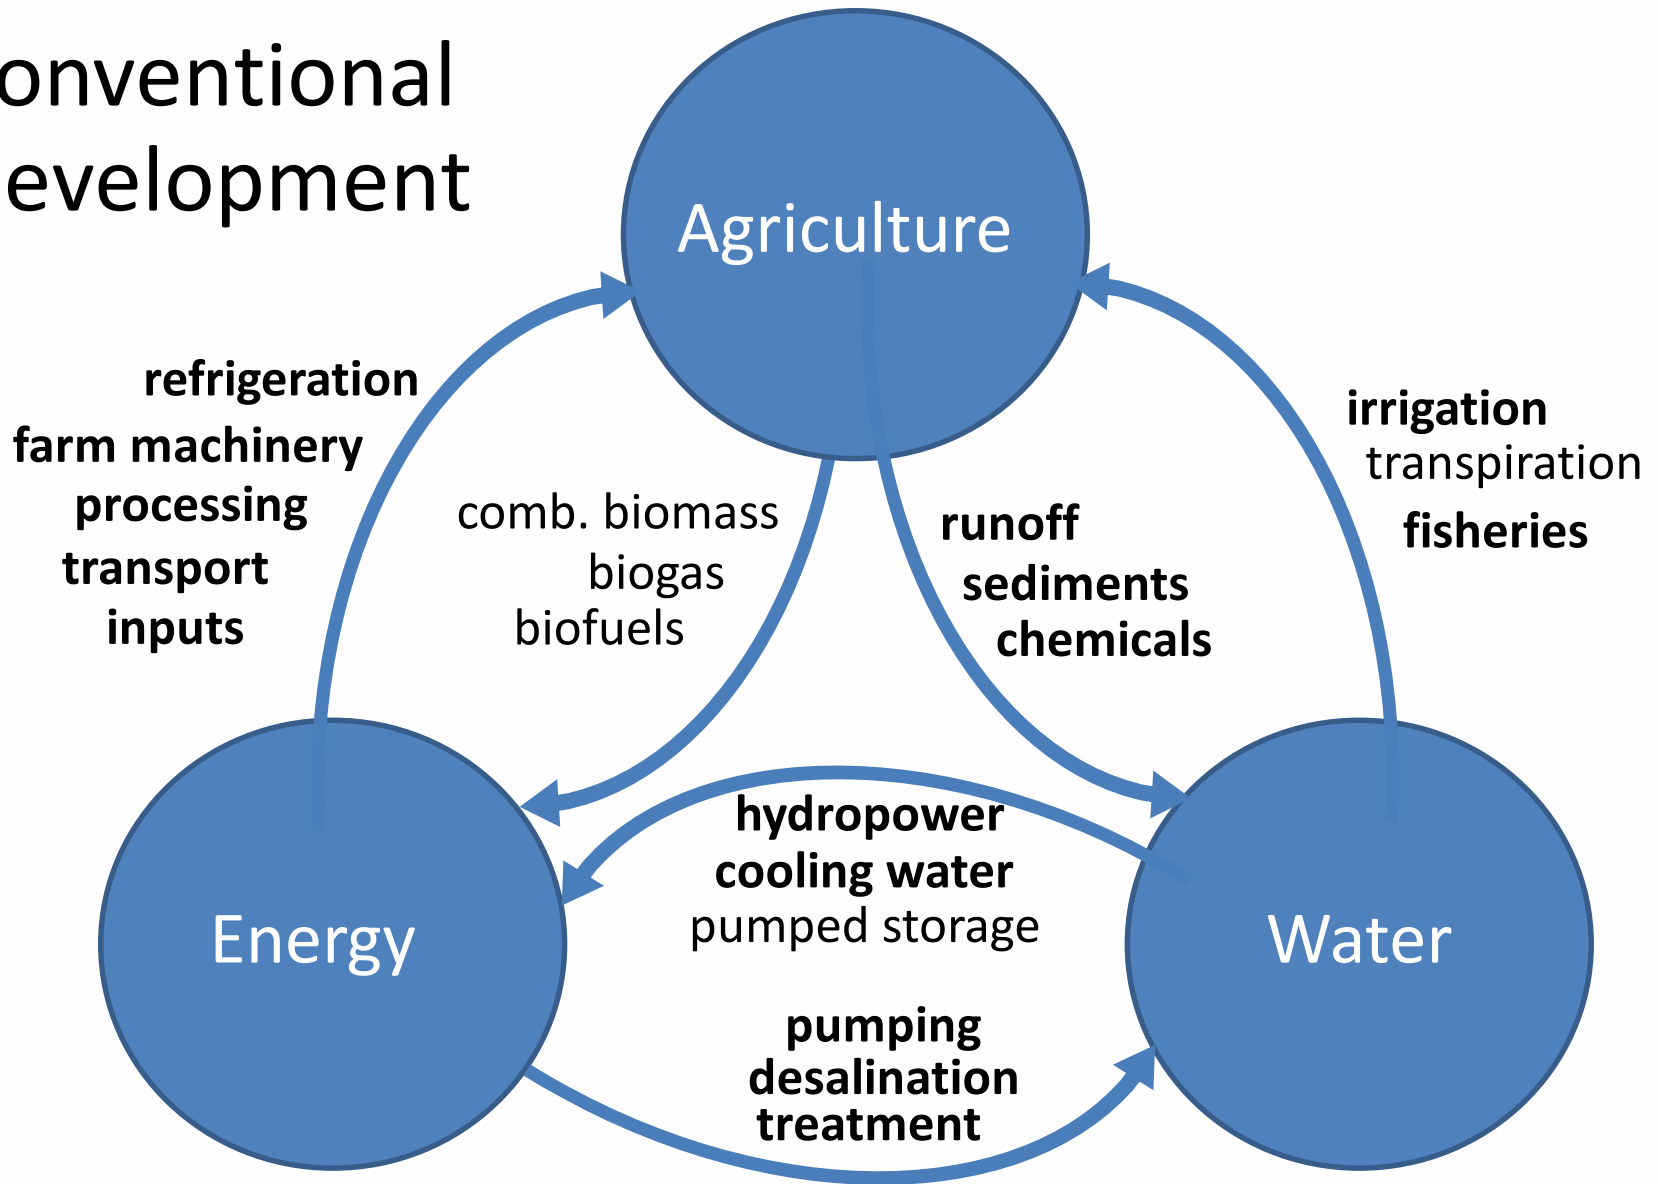 onventional
evelopment
Agriculture
refrigeration
farm machinery
processing
transport
inputs
comb. biomass
biogas
biofuels
runoff
sediments
chemicals
irrigation
transpiration
fisheries
hydropower
cooling water
pumped storage
Energy
Water
pumping
desalination
treatment